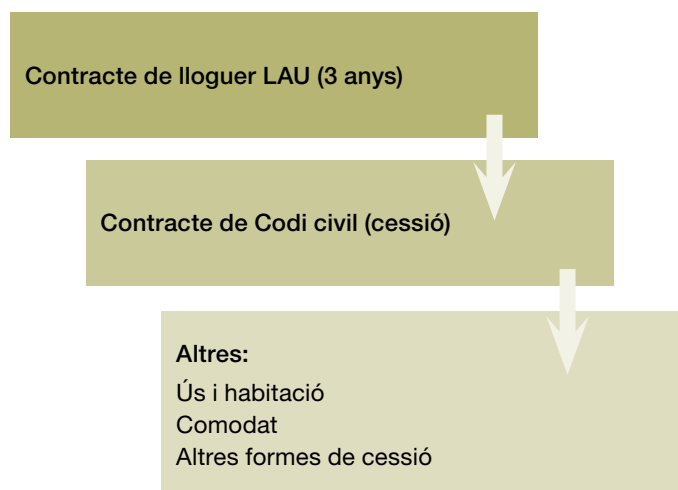 Contracte de lloguer LAU (3 anys)
Contracte de Codi civil (cessió)
Altres:
Ús i habitació
Comodat
Altres formes de cessió